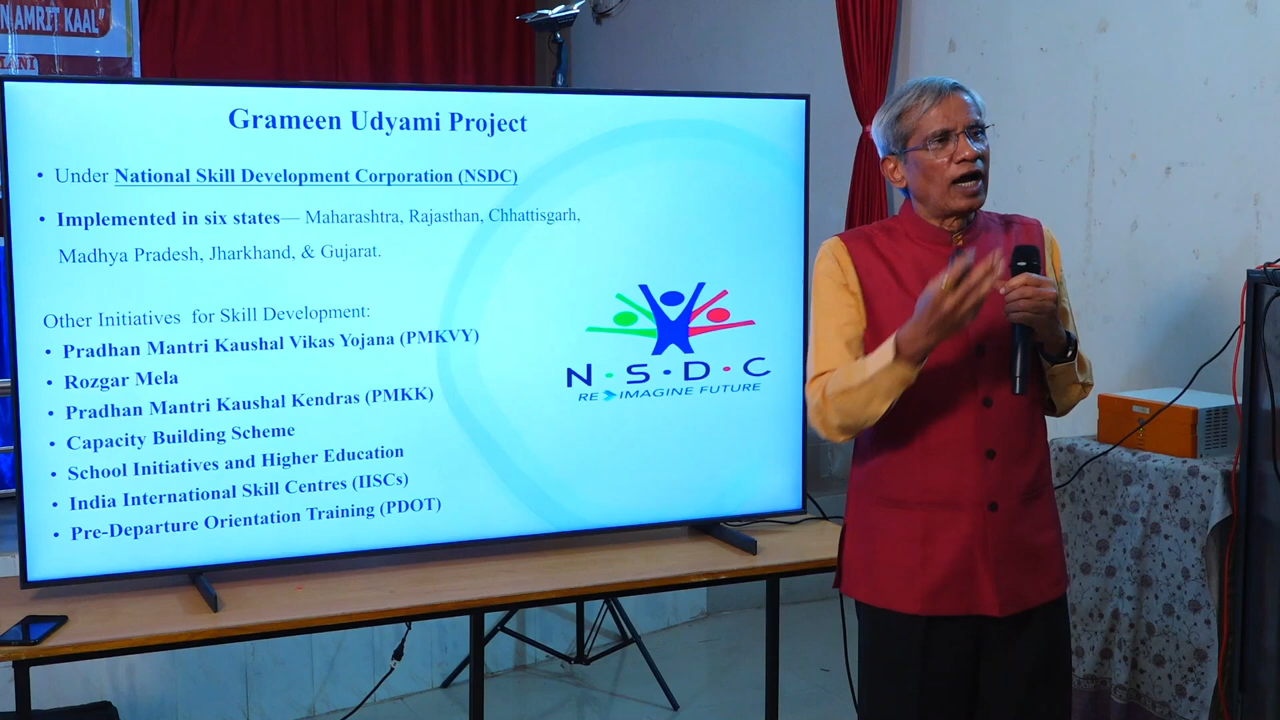 N AMRIT KAAL"
Grameen Udyami Project
• Under National Skill Development Corporation (NSDC)
• Implemented in six states— Maharashtra, Rajasthan, Chhattisgarh,
Madhya Pradesh, Jharkhand, & Gujarat.
Other Initiatives for Skill Development:
• Pradhan Mantri Kaushal Vikas Yojana (PMKVY)
• Rozgar Mela
• Pradhan Mantri Kaushal Kendras (PMKK)
• Capacity Building Scheme
• School Initiatives and Higher Education
• India International Skill Centres (IISCs)
• Pre-Departure Orientation Training (PDOT)
N·S·D·C
RE IMAGINE FUTURE